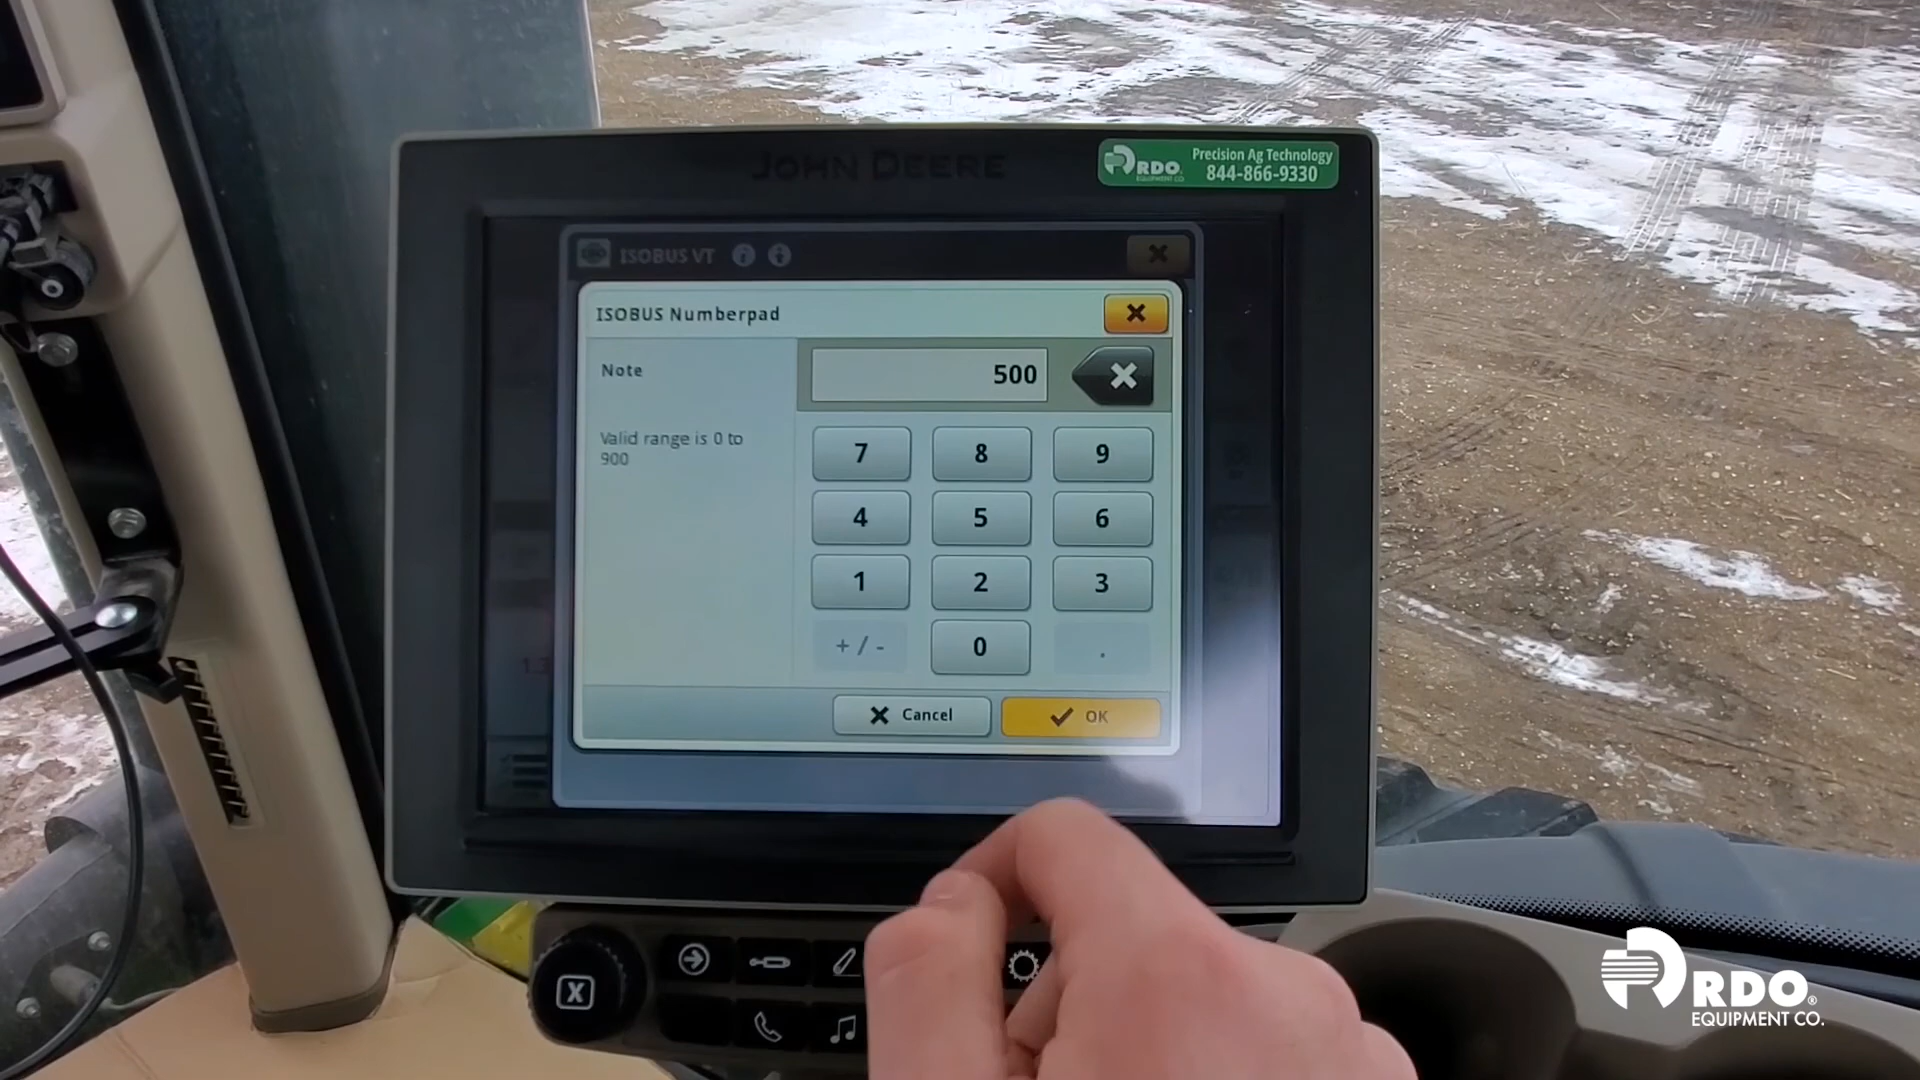 JOHN DEERE
RDO
EQUIPMENT CO.
Precision Ag Technology
844-866-9330
ISOBUS VT
ISOBUS Numberpad
Note
500
Valid range is 0 to
900
7
8
9
4
5
6
1
2
3
+ / -
0
.
Cancel
OK
1.3
X
RDO®
EQUIPMENT CO.